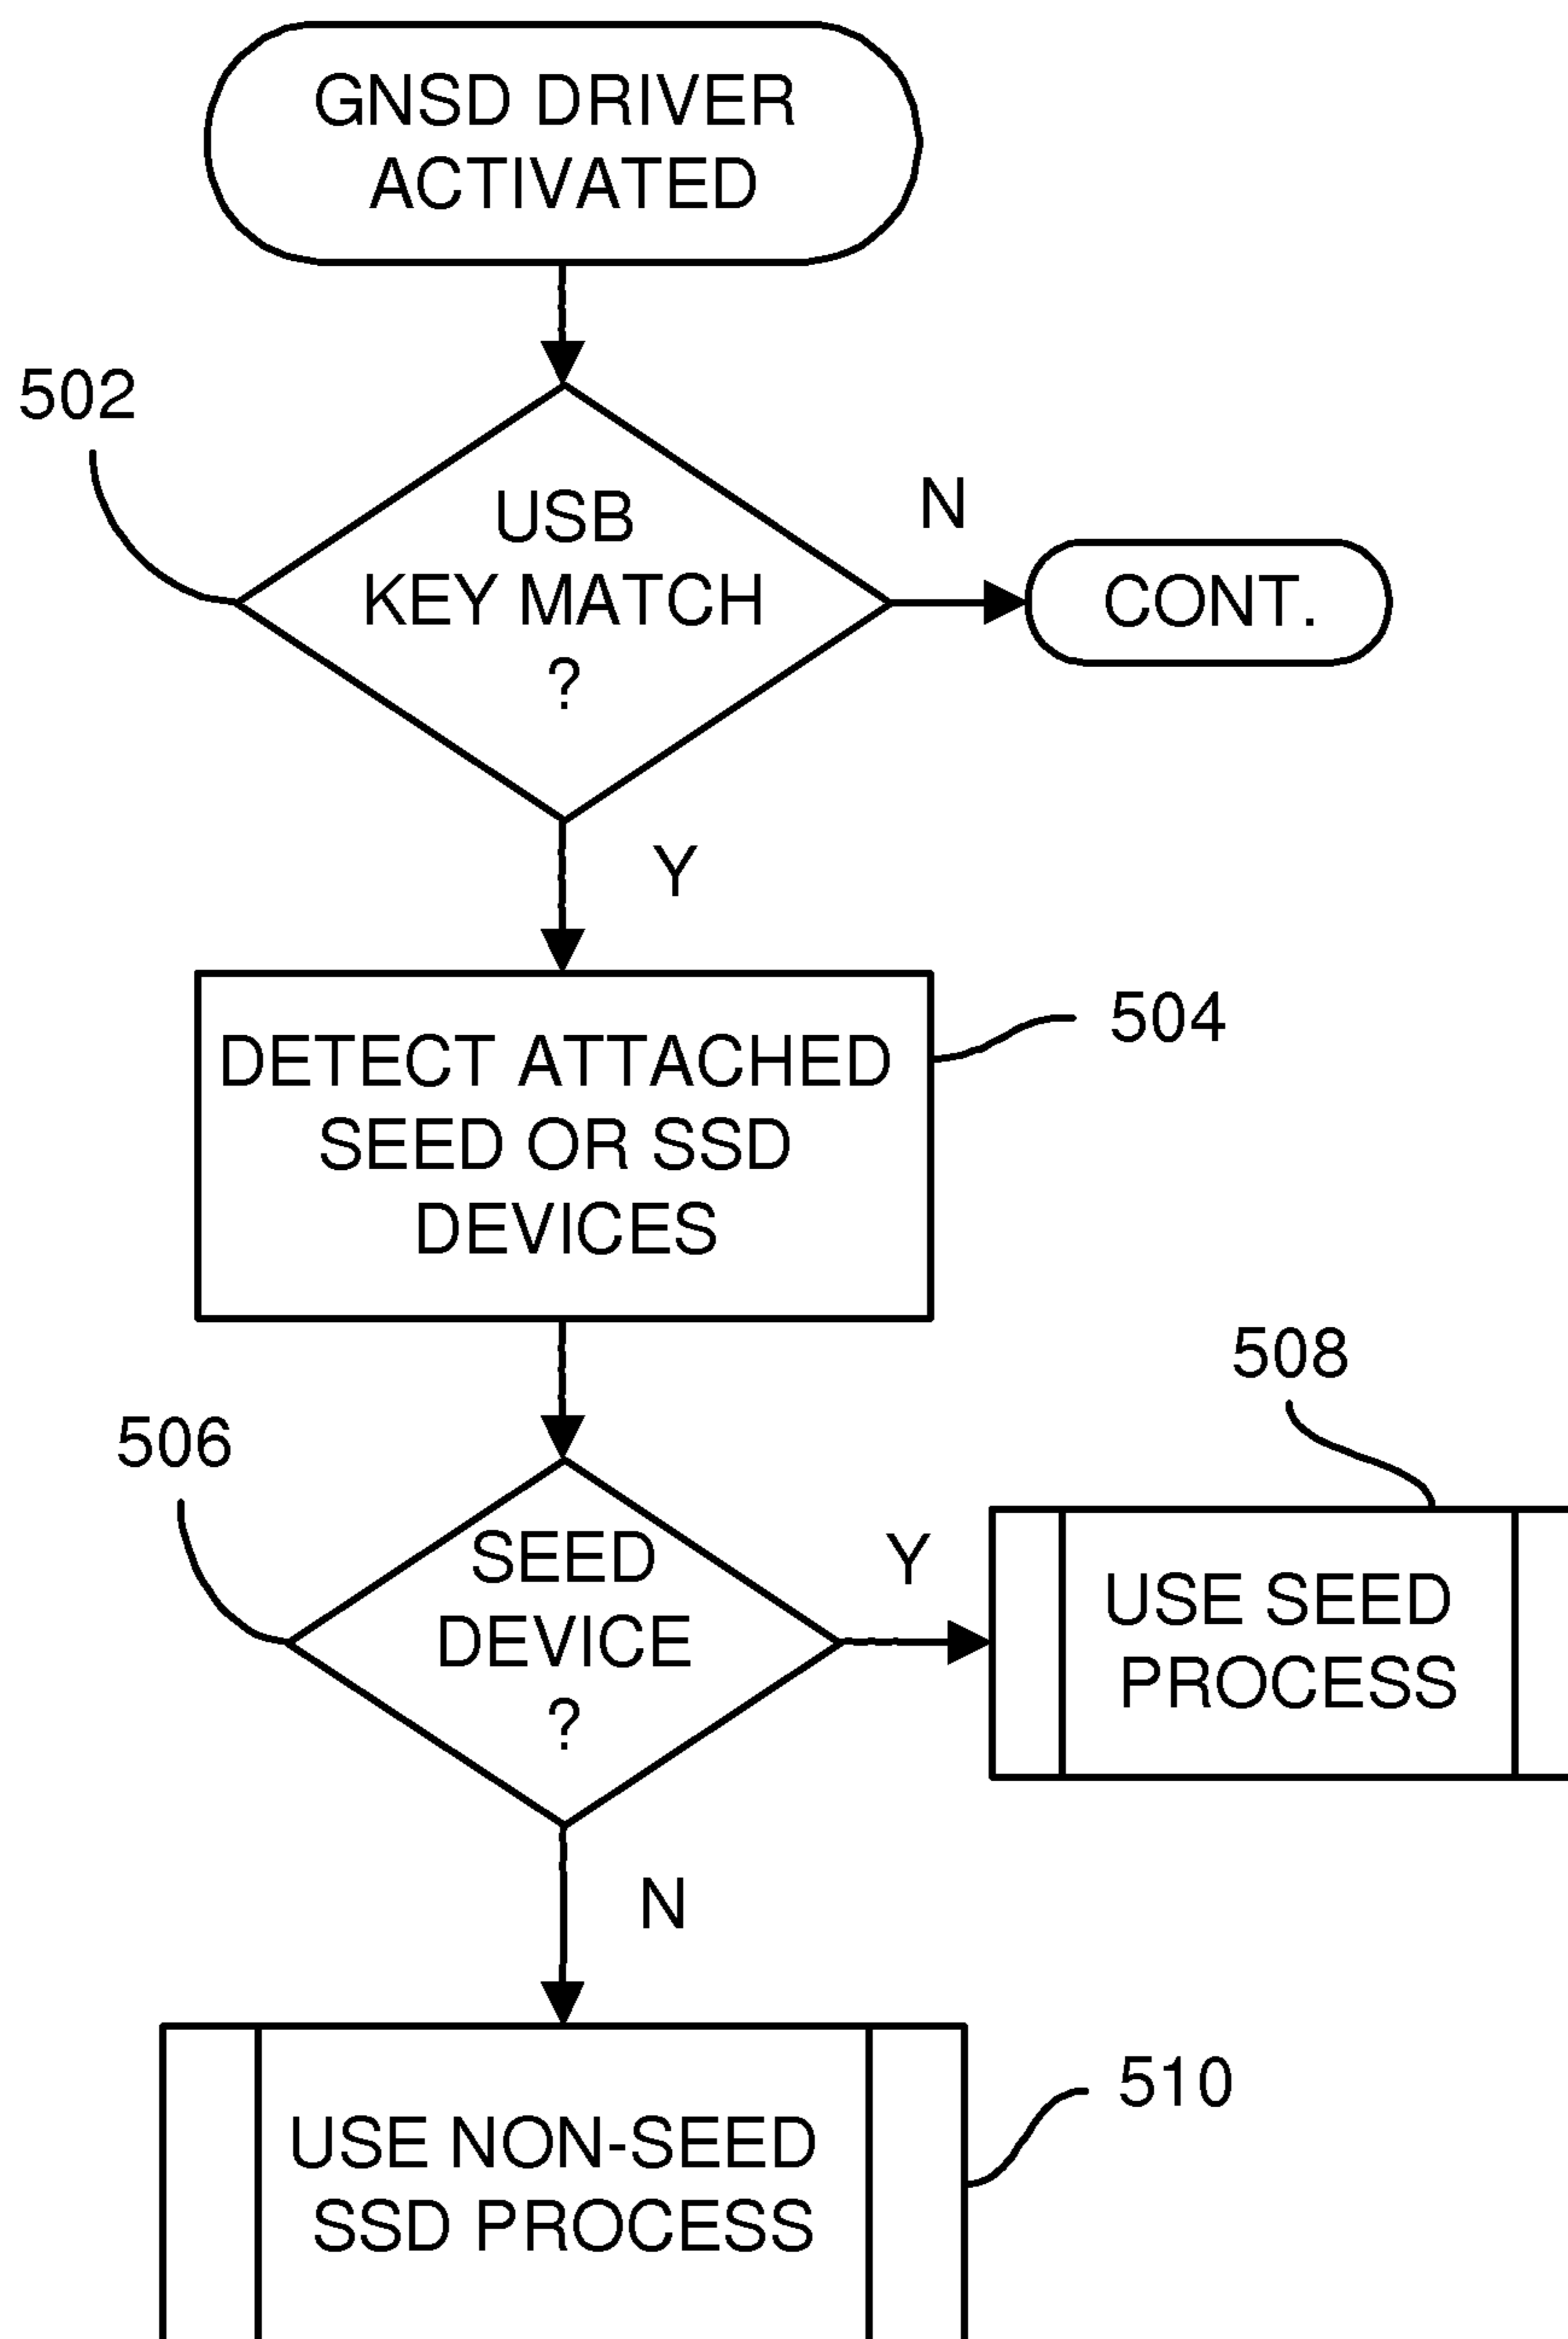 GNSD DRIVER
ACTIVATED
502
USB
KEY MATCH
?
N
CONT.
Y
DETECT ATTACHED
SEED OR SSD
DEVICES
504
506
SEED
DEVICE
?
Y
508
USE SEED
PROCESS
N
USE NON-SEED
SSD PROCESS
510